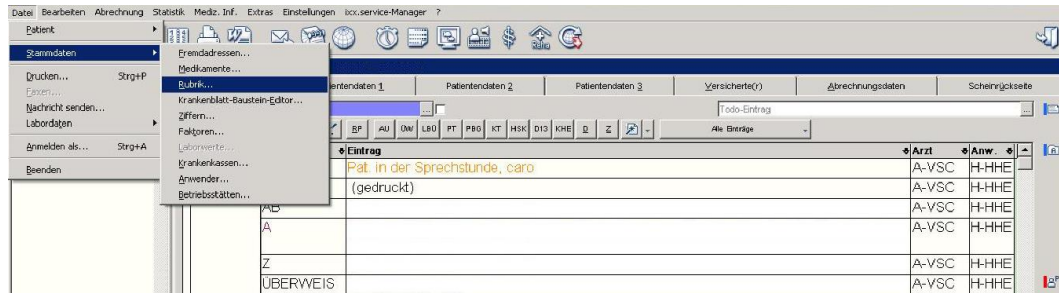 Datei Bearbeiten Abrechnung Statistik Mediz. Inf. Extras Einstellungen ixx.service-Manager ?
Patient
Stammdaten
Drucken... Strg+P
Faxen...
Nachricht senden...
Labordaten
Anmelden als... Strg+A
Beenden
Fremdadressen...
Medikamente...
Rubrik...
Krankenblatt-Baustein-Editor...
Ziffern...
Faktoren...
Laborwerte...
Krankenkassen...
Anwender...
Betriebsstätten...
entendaten 1 Patientendaten 2 Patientendaten 3 Versicherte(r) Abrechnungsdaten Scheinrückseite
... Todo-Eintrag ...
RP AU ÜW LBÜ PT PBG KT HSK D13 KHE D Z Alle Einträge
Eintrag Arzt Anw.
Pat. in der Sprechstunde, caro A-VSC H-HHE
(gedruckt) A-VSC H-HHE
AB A-VSC H-HHE
A A-VSC H-HHE
Z A-VSC H-HHE
ÜBERWEIS A-VSC H-HHE